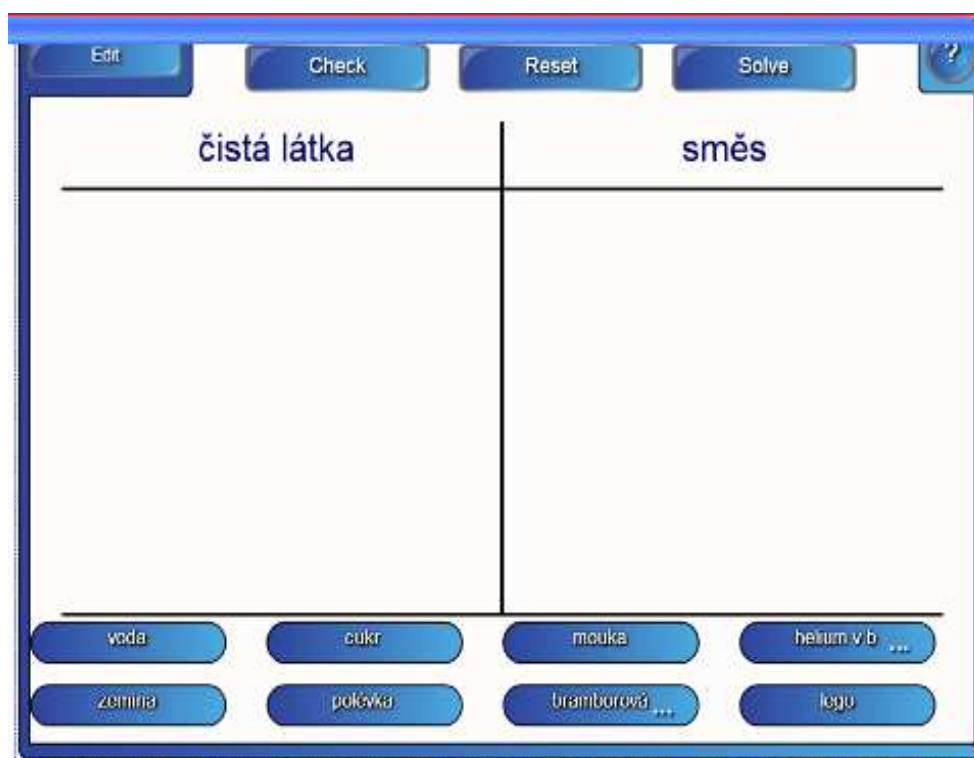 Edit Check Reset Solve ?
čistá látka směs
voda cukr mouka helium v b ...
zemina polévka bramborová ... lego